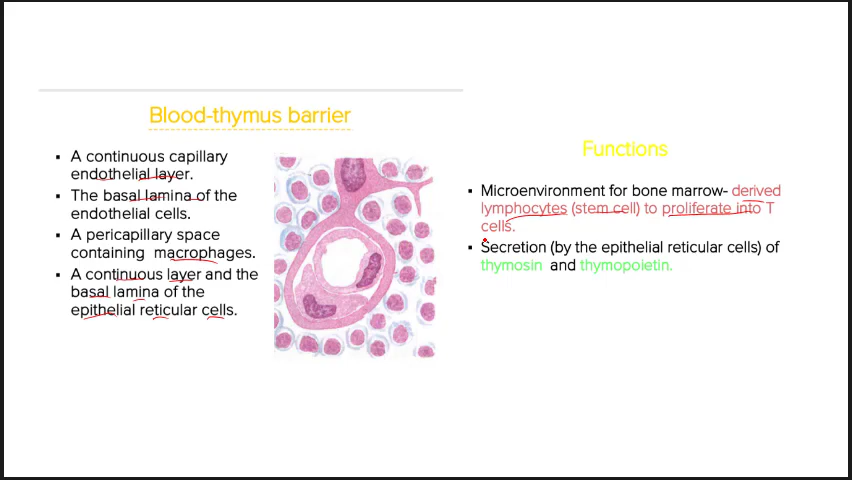 Blood-thymus barrier
▪ A continuous capillary
endothelial layer.
▪ The basal lamina of the
endothelial cells.
▪ A pericapillary space
containing macrophages.
▪ A continuous layer and the
basal lamina of the
epithelial reticular cells.
Functions
▪ Microenvironment for bone marrow- derived
lymphocytes (stem cell) to proliferate into T
cells.
▪ Secretion (by the epithelial reticular cells) of
thymosin and thymopoietin.